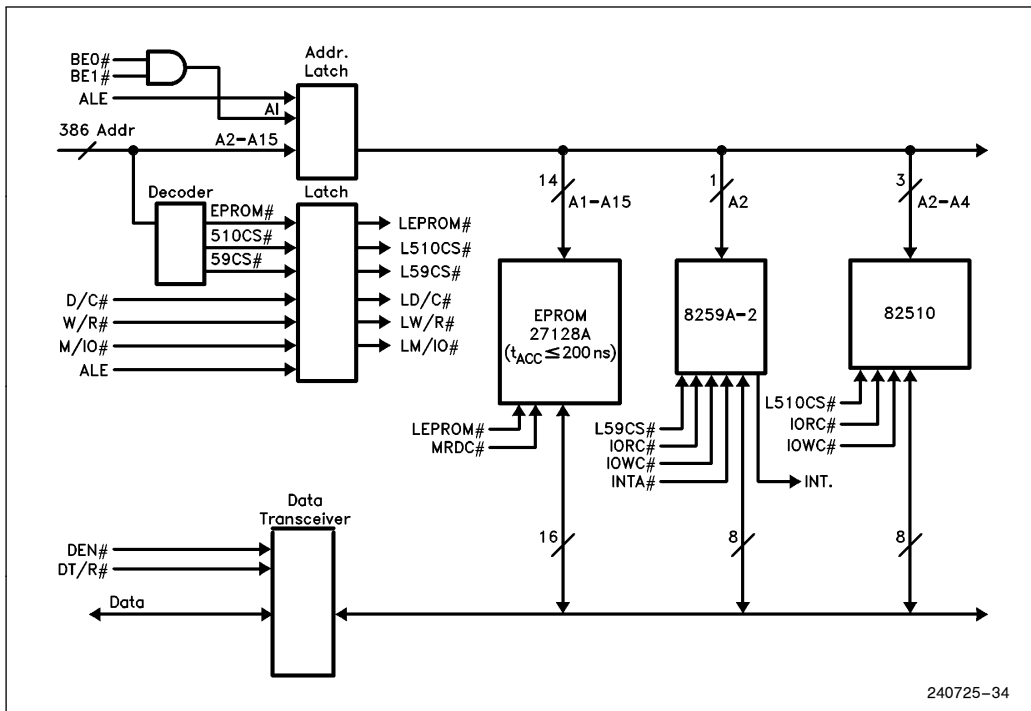 BE0#
BE1#
ALE
A1
386 Addr
A2–A15
Addr.
Latch
Decoder
EPROM#
510CS#
59CS#
Latch
LEPROM#
L510CS#
L59CS#
D/C#
W/R#
M/IO#
ALE
LD/C#
LW/R#
LM/IO#
14
A1–A15
1
A2
3
A2–A4
EPROM
27128A
(tACC ≤ 200 ns)
8259A–2
82510
LEPROM#
MRDC#
L59CS#
IORC#
IOWC#
INTA#
INT.
L510CS#
IORC#
IOWC#
Data
Transceiver
DEN#
DT/R#
Data
16
8
8
240725–34